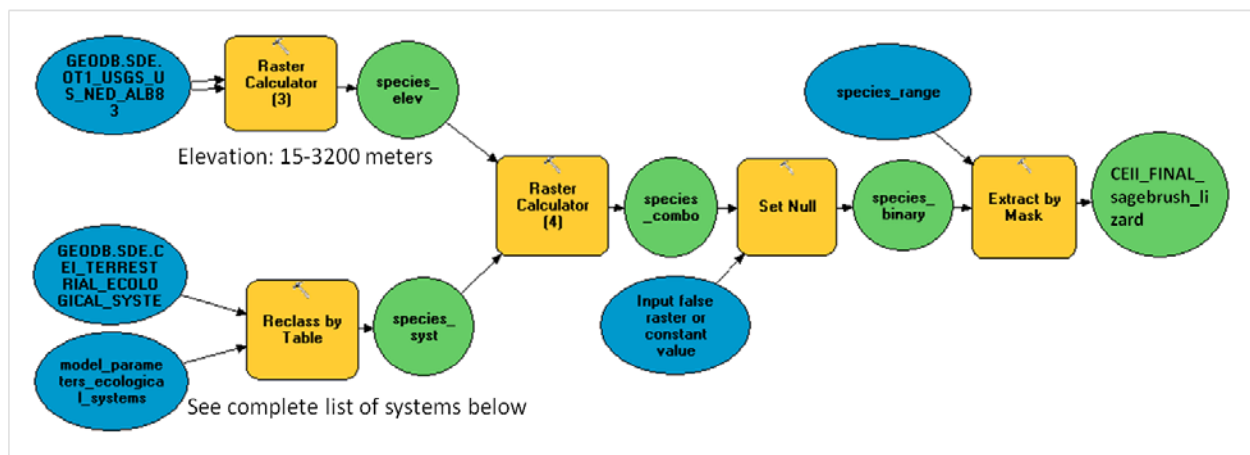 GEODB.SDE.
OT1_USGS_U
S_NED_ALB8
3
Raster
Calculator
(3)
species_
elev
Elevation: 15-3200 meters
species_range
Raster
Calculator
(4)
species
_combo
Set Null
species_
binary
Extract by
Mask
CEII_FINAL_
sagebrush_li
zard
GEODB.SDE.C
EI_TERREST
RIAL_ECOLO
GICAL_SYSTE
Reclass by
Table
species_
syst
Input false
raster or
constant
value
model_parame
ters_ecologica
l_systems
See complete list of systems below